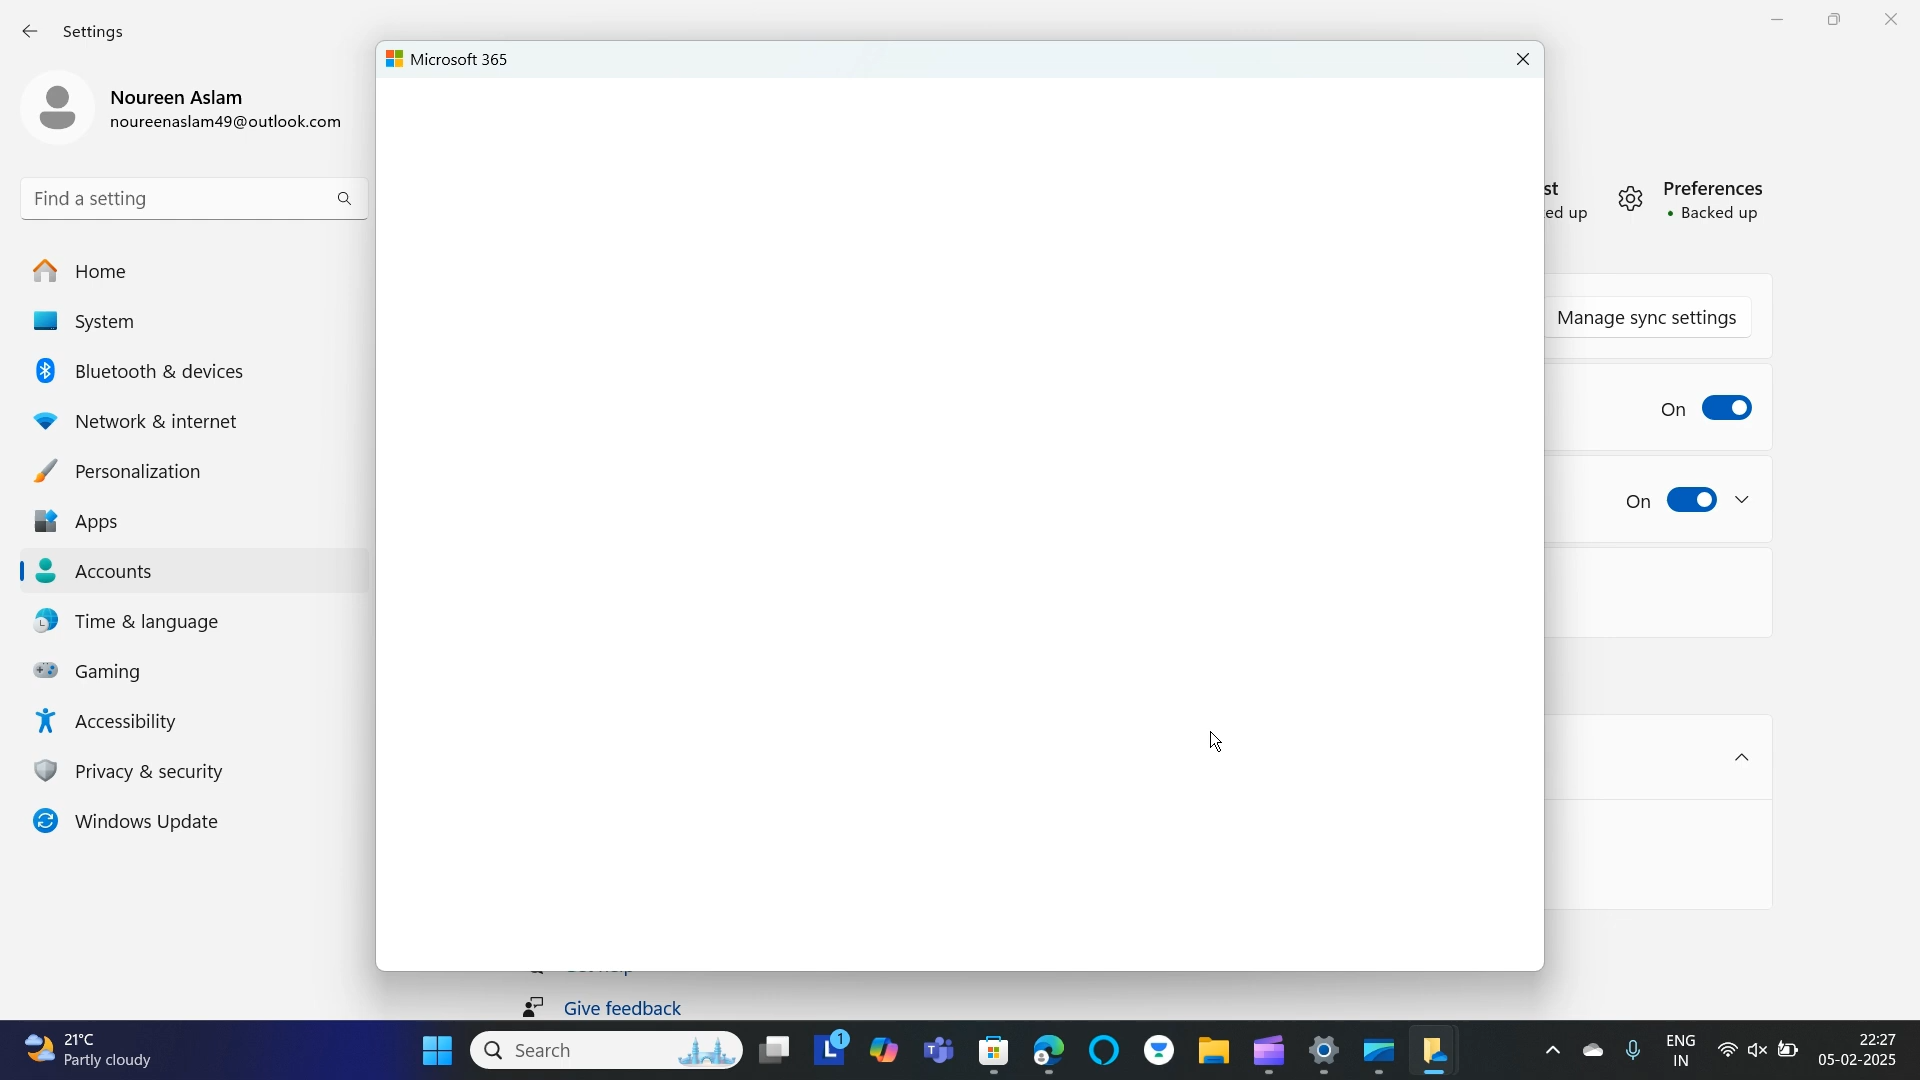 Settings
Noureen Aslam
noureenaslam49@outlook.com
Find a setting
Home
System
Bluetooth & devices
Network & internet
Personalization
Apps
Accounts
Time & language
Gaming
Accessibility
Privacy & security
Windows Update
Microsoft 365
Preferences
ed up
• Backed up
Manage sync settings
On
On
Give feedback
21°C
Partly cloudy
Search
1
ENG
IN
22:27
05-02-2025